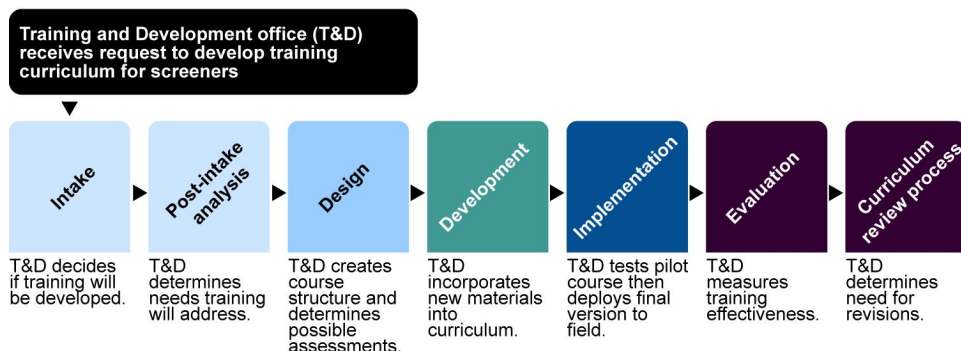 Training and Development office (T&D)
receives request to develop training
curriculum for screeners
Intake
Post-intake
analysis
Design
Development
Implementation
Evaluation
Curriculum
review process
T&D decides
if training will
be developed.
T&D
determines
needs training
will address.
T&D creates
course
structure and
determines
possible
assessments.
T&D
incorporates
new materials
into
curriculum.
T&D tests pilot
course then
deploys final
version to
field.
T&D
measures
training
effectiveness.
T&D
determines
need for
revisions.